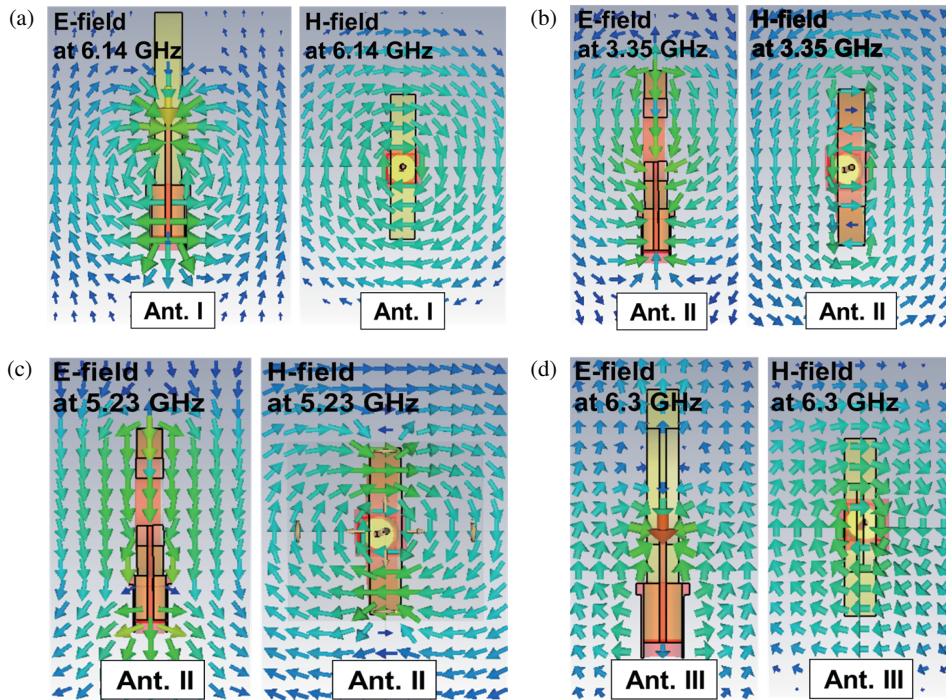 (a)
E-field
at 6.14 GHz
Ant. I
H-field
at 6.14 GHz
Ant. I
(b)
E-field
at 3.35 GHz
Ant. II
H-field
at 3.35 GHz
Ant. II
(c)
E-field
at 5.23 GHz
Ant. II
H-field
at 5.23 GHz
Ant. II
(d)
E-field
at 6.3 GHz
Ant. III
H-field
at 6.3 GHz
Ant. III